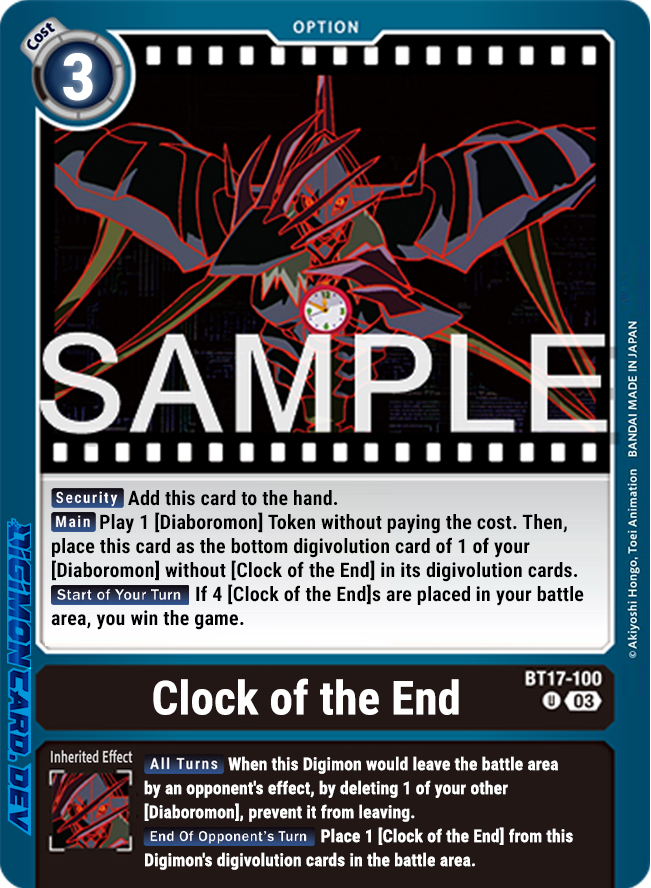 OPTION
Cost
3
SAMPLE
Security Add this card to the hand.
Main Play 1 [Diaboromon] Token without paying the cost. Then,
place this card as the bottom digivolution card of 1 of your
[Diaboromon] without [Clock of the End] in its digivolution cards.
Start of Your Turn If 4 [Clock of the End]s are placed in your battle
area, you win the game.
© Akiyoshi Hongo, Toei Animation BANDAI MADE IN JAPAN
DIGIMONCARD.DEV
BT17-100
Clock of the End
U 03
Inherited Effect
All Turns When this Digimon would leave the battle area
by an opponent's effect, by deleting 1 of your other
[Diaboromon], prevent it from leaving.
End Of Opponent's Turn Place 1 [Clock of the End] from this
Digimon's digivolution cards in the battle area.